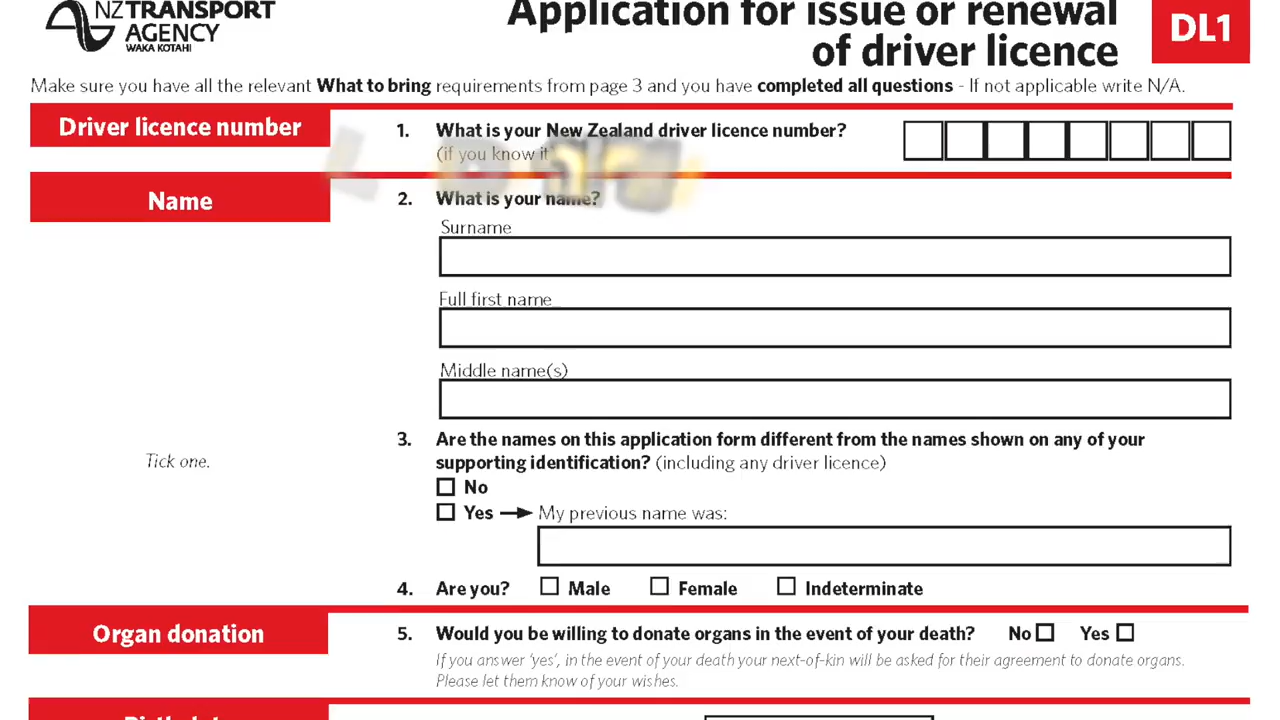 NZTRANSPORT
AGENCY
WAKA KOTAHI
Application for issue or renewal
of driver licence
DL1
Make sure you have all the relevant What to bring requirements from page 3 and you have completed all questions - If not applicable write N/A.
Driver licence number
1. What is your New Zealand driver licence number?
(if you know it
Name
2. What is your name?
Surname
Full first name
Middle name(s)
3. Are the names on this application form different from the names shown on any of your
supporting identification? (including any driver licence)
Tick one.
No
Yes → My previous name was:
4. Are you? Male Female Indeterminate
Organ donation
5. Would you be willing to donate organs in the event of your death? No Yes
If you answer 'yes', in the event of your death your next-of-kin will be asked for their agreement to donate organs.
Please let them know of your wishes.